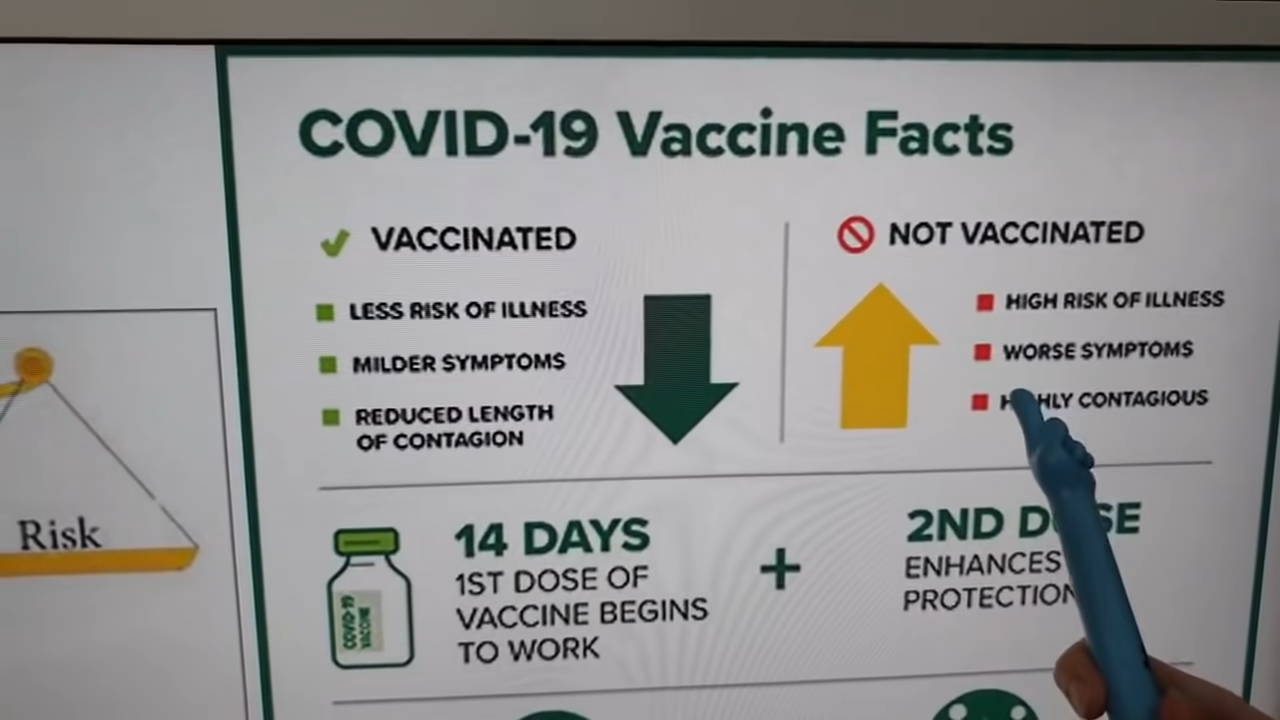 COVID-19 Vaccine Facts
VACCINATED
LESS RISK OF ILLNESS
MILDER SYMPTOMS
REDUCED LENGTH
OF CONTAGION
NOT VACCINATED
HIGH RISK OF ILLNESS
WORSE SYMPTOMS
CONTAGIOUS
Risk
COVID-19
VACCINE
14 DAYS
1ST DOSE OF
VACCINE BEGINS
TO WORK
+
2ND DOSE
ENHANCES
PROTECTION